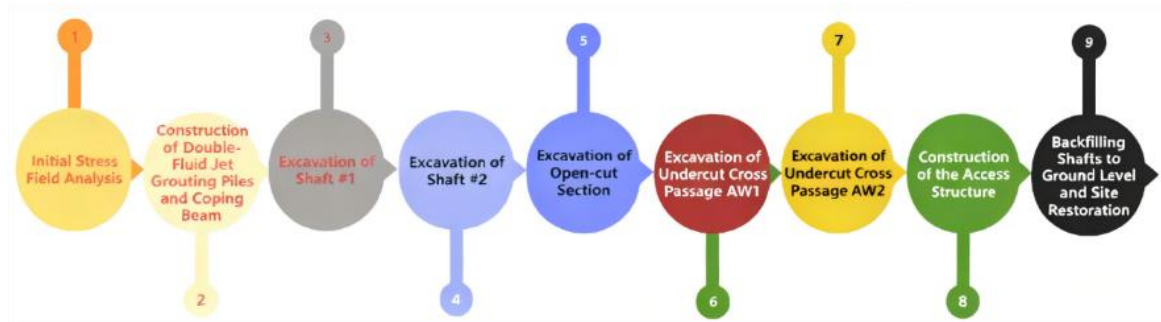 1
Initial Stress
Field Analysis
2
Construction
of Double-
Fluid Jet
Grouting Piles
and Coping
Beam
3
Excavation of
Shaft #1
4
Excavation of
Shaft #2
5
Excavation of
Open-cut
Section
6
Excavation of
Undercut Cross
Passage AW1
7
Excavation of
Undercut Cross
Passage AW2
8
Construction
of the Access
Structure
9
Backfilling
Shafts to
Ground Level
and Site
Restoration